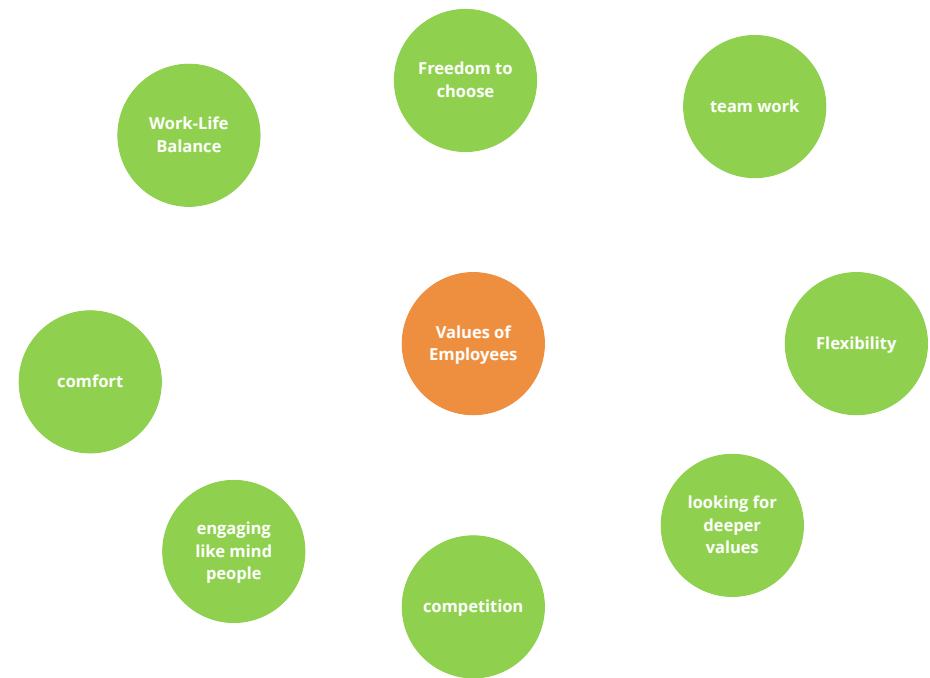 Freedom to
choose
team work
Work-Life
Balance
Values of
Employees
Flexibility
comfort
looking for
deeper
values
engaging
like mind
people
competition